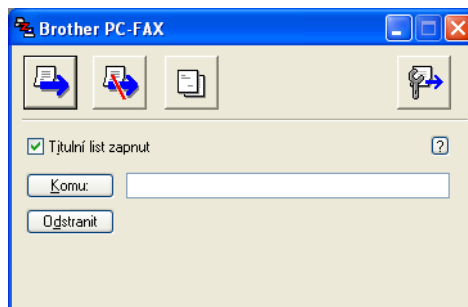 Brother PC-FAX
Titulní list zapnut
?
Komu:
Odstranit